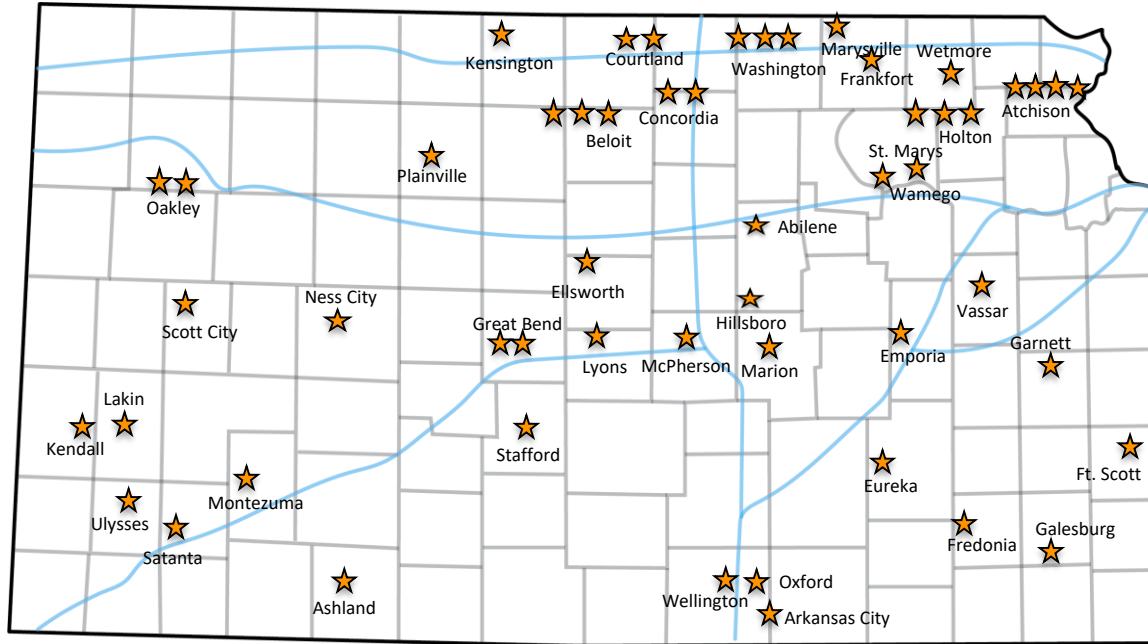 Kensington
Courtland
Washington
Marysville
Frankfort
Wetmore
Atchison
Concordia
Beloit
Holton
Plainville
St. Marys
Wamego
Oakley
Abilene
Ellsworth
Vassar
Scott City
Ness City
Great Bend
Hillsboro
Lyons
McPherson
Marion
Emporia
Garnett
Lakin
Kendall
Stafford
Ft. Scott
Eureka
Montezuma
Ulysses
Satanta
Fredonia
Galesburg
Ashland
Wellington
Oxford
Arkansas City